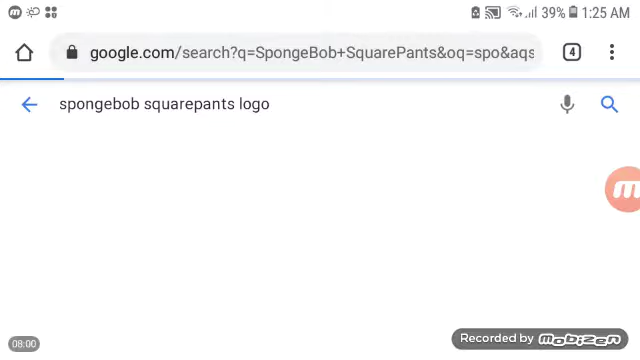 39% 1:25 AM
google.com/search?q=SpongeBob+SquarePants&oq=spo&aqs
4
spongebob squarepants logo
08:00
Recorded by mobizen